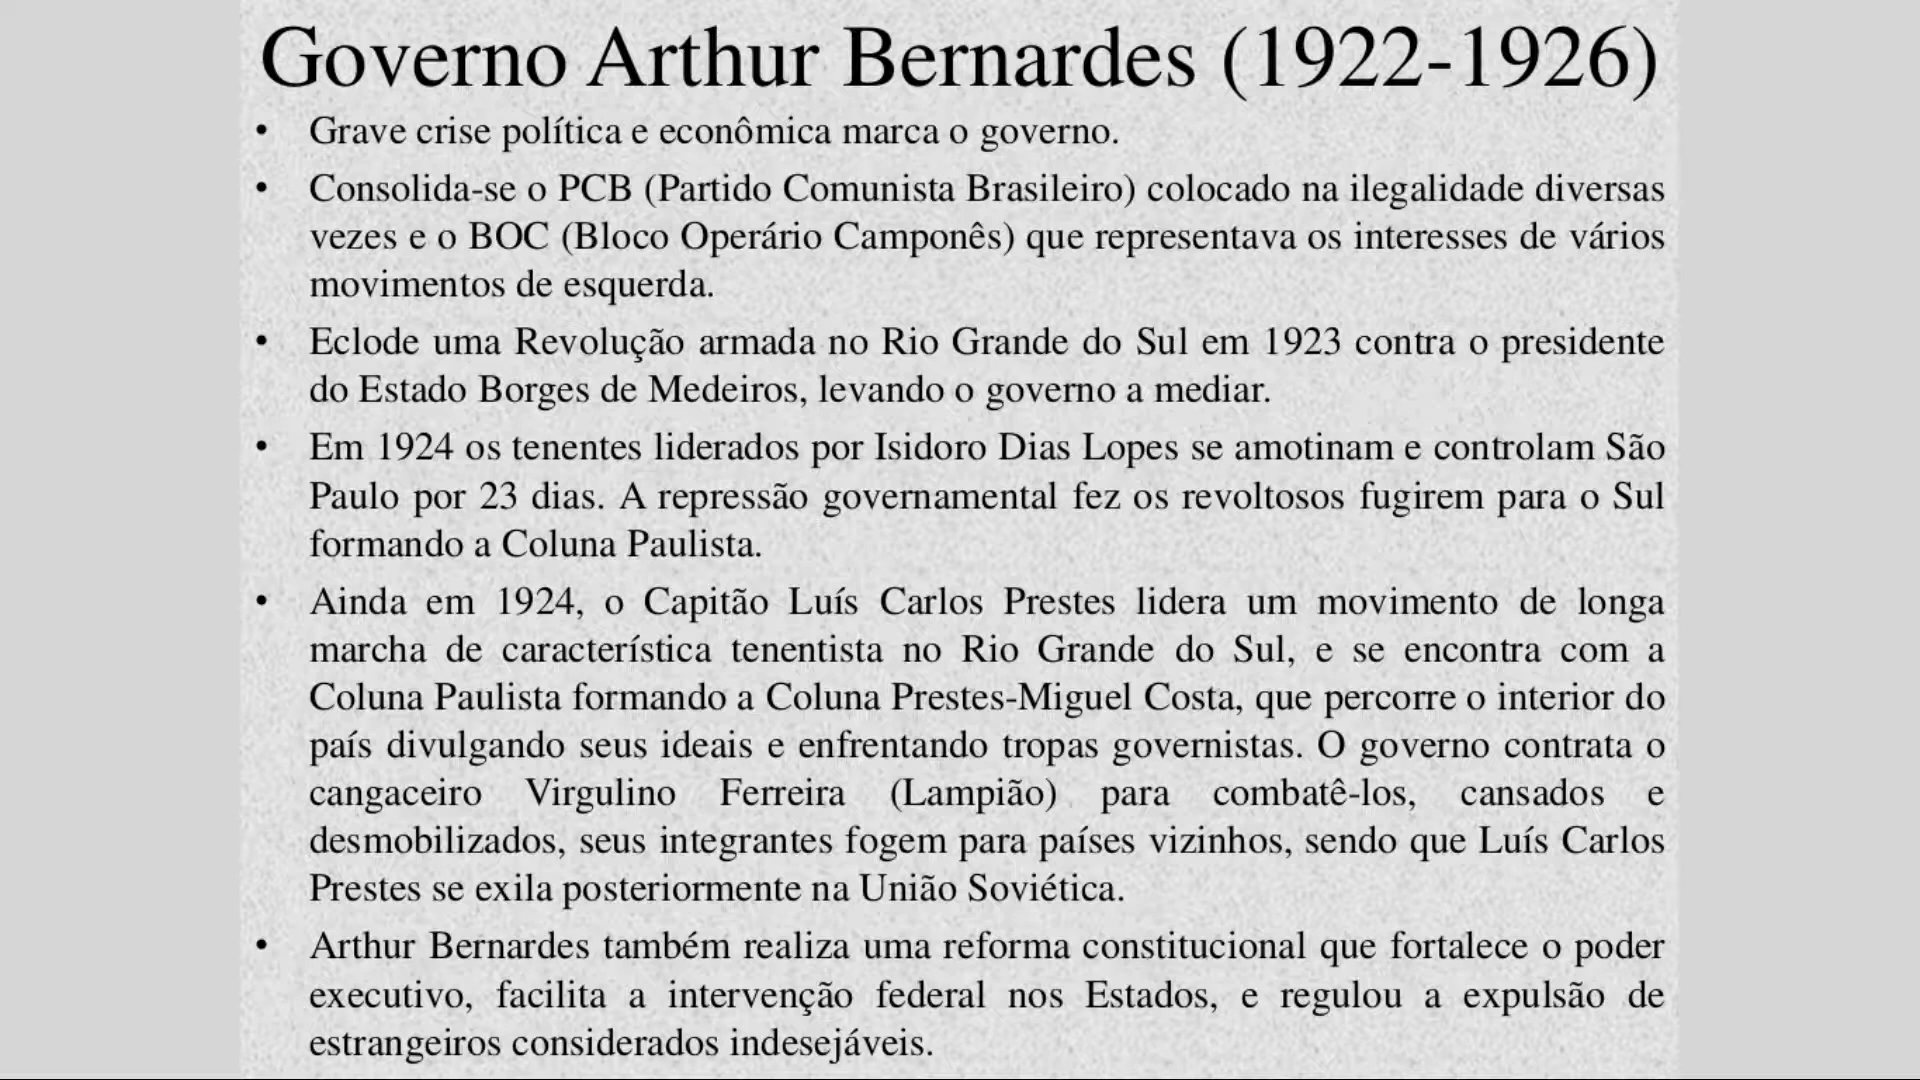 Governo Arthur Bernardes (1922-1926)
• Grave crise política e econômica marca o governo.
• Consolida-se o PCB (Partido Comunista Brasileiro) colocado na ilegalidade diversas
vezes e o BOC (Bloco Operário Camponês) que representava os interesses de vários
movimentos de esquerda.
• Eclode uma Revolução armada no Rio Grande do Sul em 1923 contra o presidente
do Estado Borges de Medeiros, levando o governo a mediar.
• Em 1924 os tenentes liderados por Isidoro Dias Lopes se amotinam e controlam São
Paulo por 23 dias. A repressão governamental fez os revoltosos fugirem para o Sul
formando a Coluna Paulista.
• Ainda em 1924, o Capitão Luís Carlos Prestes lidera um movimento de longa
marcha de característica tenentista no Rio Grande do Sul, e se encontra com a
Coluna Paulista formando a Coluna Prestes-Miguel Costa, que percorre o interior do
país divulgando seus ideais e enfrentando tropas governistas. O governo contrata o
cangaceiro Virgulino Ferreira (Lampião) para combatê-los, cansados e
desmobilizados, seus integrantes fogem para países vizinhos, sendo que Luís Carlos
Prestes se exila posteriormente na União Soviética.
• Arthur Bernardes também realiza uma reforma constitucional que fortalece o poder
executivo, facilita a intervenção federal nos Estados, e regulou a expulsão de
estrangeiros considerados indesejáveis.